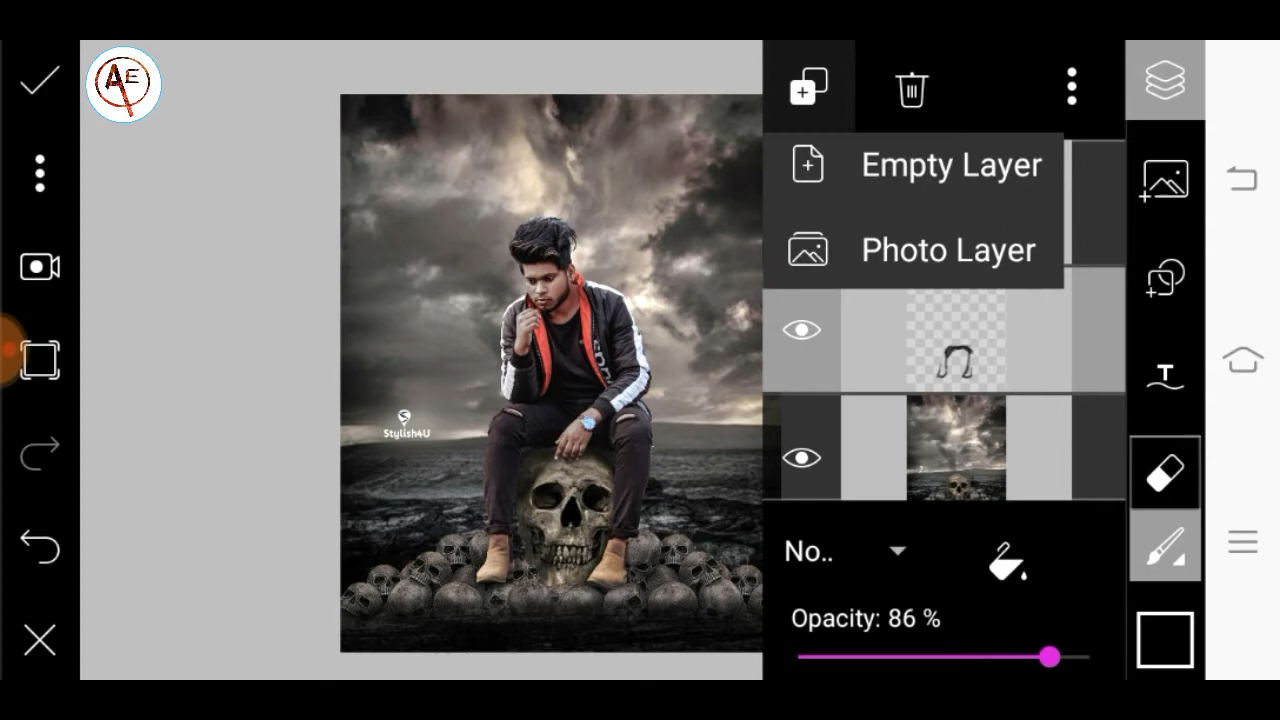 AE
Empty Layer
Photo Layer
Stylish4U
No..
Opacity: 86 %
T